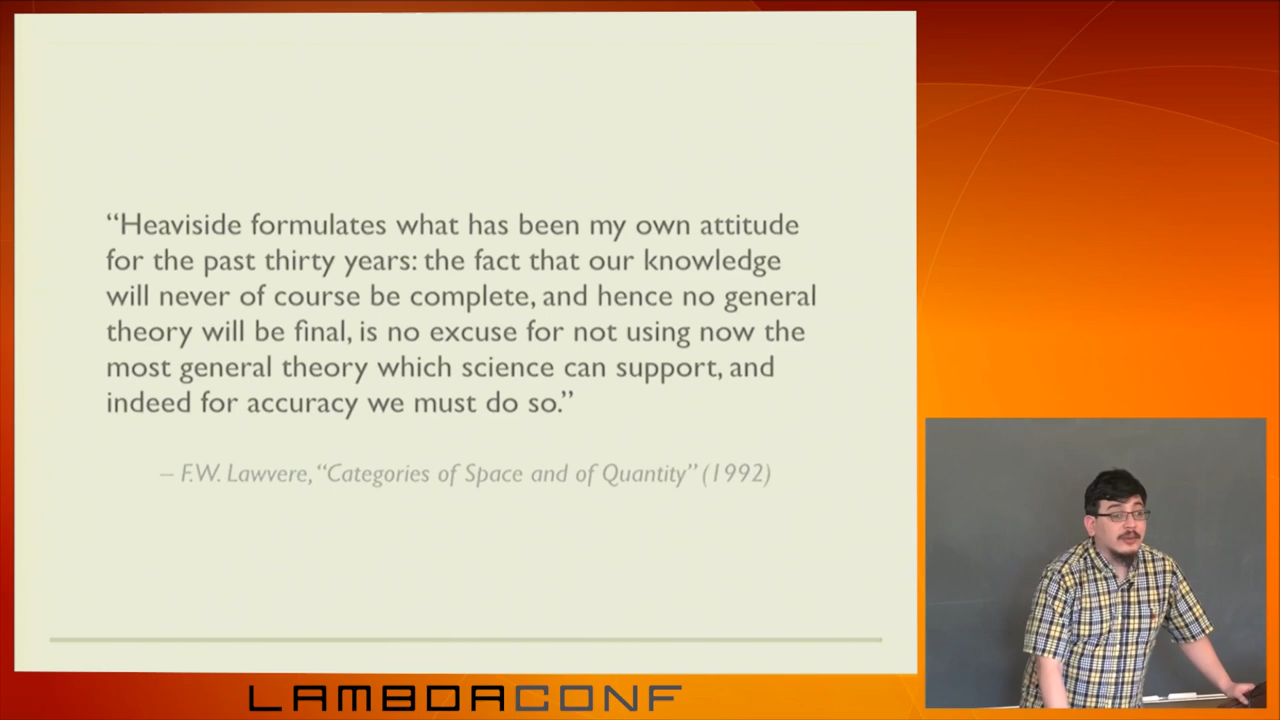 “Heaviside formulates what has been my own attitude
for the past thirty years: the fact that our knowledge
will never of course be complete, and hence no general
theory will be final, is no excuse for not using now the
most general theory which science can support, and
indeed for accuracy we must do so.”
– F.W. Lawvere, “Categories of Space and of Quantity” (1992)
LAMBDACONF